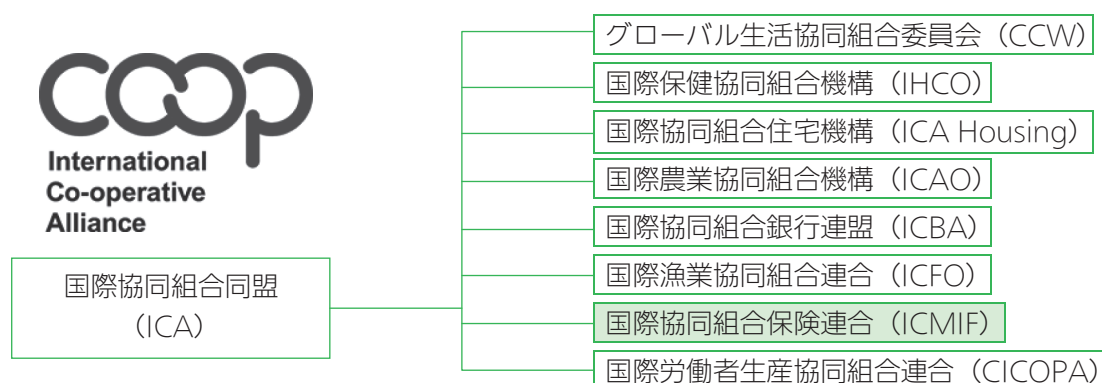 coop
International
Co-operative
Alliance
国際協同組合同盟
（ICA）
グローバル生活協同組合委員会（CCW）
国際保健協同組合機構（IHCO）
国際協同組合住宅機構（ICA Housing）
国際農業協同組合機構（ICAO）
国際協同組合銀行連盟（ICBA）
国際漁業協同組合連合（ICFO）
国際協同組合保険連合（ICMIF）
国際労働者生産協同組合連合（CICOPA）